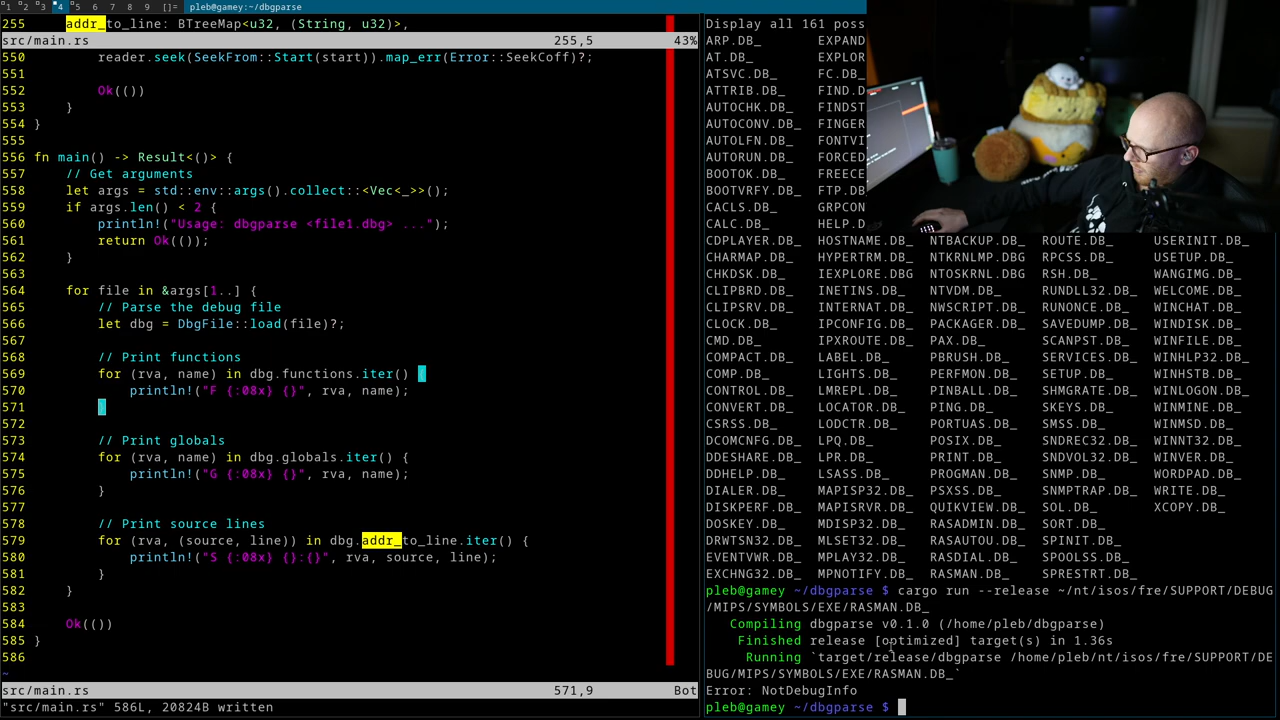 1 2 3 4 5 6 7 8 9 []= pleb@gamey:~/dbgparse
255 addr_to_line: BTreeMap<u32, (String, u32)>,
src/main.rs 255,5 43%
550 reader.seek(SeekFrom::Start(start)).map_err(Error::SeekCoff)?;
551
552 Ok(())
553 }
554 }
555
556 fn main() -> Result<()> {
557 // Get arguments
558 let args = std::env::args().collect::<Vec<_>>();
559 if args.len() < 2 {
560 println!("Usage: dbgparse <file1.dbg> ...");
561 return Ok(());
562 }
563
564 for file in &args[1..] {
565 // Parse the debug file
566 let dbg = DbgFile::load(file)?;
567
568 // Print functions
569 for (rva, name) in dbg.functions.iter() {
570 println!("F {:08x} {}", rva, name);
571 }
572
573 // Print globals
574 for (rva, name) in dbg.globals.iter() {
575 println!("G {:08x} {}", rva, name);
576 }
577
578 // Print source lines
579 for (rva, (source, line)) in dbg.addr_to_line.iter() {
580 println!("S {:08x} {}:{}", rva, source, line);
581 }
582 }
583
584 Ok(())
585 }
586
~
src/main.rs 571,9 Bot
"src/main.rs" 586L, 20824B written
Display all 161 poss
ARP.DB_ EXPAND
AT.DB_ EXPLOR
ATSVC.DB_ FC.DB_
ATTRIB.DB_ FIND.D
AUTOCHK.DB_ FINDST
AUTOCONV.DB_ FINGER
AUTOLFN.DB_ FONTVI
AUTORUN.DB_ FORCED
BOOTOK.DB_ FREECE
BOOTVRFY.DB_ FTP.DB
CACLS.DB_ GRPCON
CALC.DB_ HELP.D
CDPLAYER.DB_ HOSTNAME.DB_ NTBACKUP.DB_ ROUTE.DB_ USERINIT.DB_
CHARMAP.DB_ HYPERTRM.DB_ NTKRNLMP.DBG RPCSS.DB_ USETUP.DB_
CHKDSK.DB_ IEXPLORE.DBG NTOSKRNL.DBG RSH.DB_ WANGIMG.DB_
CLIPBRD.DB_ INETINS.DB_ NTVDM.DB_ RUNDLL32.DB_ WELCOME.DB_
CLIPSRV.DB_ INTERNAT.DB_ NWSCRIPT.DB_ RUNONCE.DB_ WINCHAT.DB_
CLOCK.DB_ IPCONFIG.DB_ PACKAGER.DB_ SAVEDUMP.DB_ WINDISK.DB_
CMD.DB_ IPXROUTE.DB_ PAX.DB_ SCANPST.DB_ WINFILE.DB_
COMPACT.DB_ LABEL.DB_ PBRUSH.DB_ SERVICES.DB_ WINHLP32.DB_
COMP.DB_ LIGHTS.DB_ PERFMON.DB_ SETUP.DB_ WINHSTB.DB_
CONTROL.DB_ LMREPL.DB_ PINBALL.DB_ SHMGRATE.DB_ WINLOGON.DB_
CONVERT.DB_ LOCATOR.DB_ PING.DB_ SKEYS.DB_ WINMINE.DB_
CSRSS.DB_ LODCTR.DB_ PORTUAS.DB_ SMSS.DB_ WINMSD.DB_
DCOMCNFG.DB_ LPQ.DB_ POSIX.DB_ SNDREC32.DB_ WINNT32.DB_
DDESHARE.DB_ LPR.DB_ PRINT.DB_ SNDVOL32.DB_ WINVER.DB_
DDHELP.DB_ LSASS.DB_ PROGMAN.DB_ SNMP.DB_ WORDPAD.DB_
DIALER.DB_ MAPISP32.DB_ PSXSS.DB_ SNMPTRAP.DB_ WRITE.DB_
DISKPERF.DB_ MAPISRVR.DB_ QUIKVIEW.DB_ SOL.DB_ XCOPY.DB_
DOSKEY.DB_ MDISP32.DB_ RASADMIN.DB_ SORT.DB_
DRWTSN32.DB_ MLSET32.DB_ RASAUTOU.DB_ SPINIT.DB_
EVENTVWR.DB_ MPLAY32.DB_ RASDIAL.DB_ SPOOLSS.DB_
EXCHNG32.DB_ MPNOTIFY.DB_ RASMAN.DB_ SPRESTRT.DB_
pleb@gamey ~/dbgparse $ cargo run --release ~/nt/isos/fre/SUPPORT/DEBUG
/MIPS/SYMBOLS/EXE/RASMAN.DB_
Compiling dbgparse v0.1.0 (/home/pleb/dbgparse)
Finished release [optimized] target(s) in 1.36s
Running `target/release/dbgparse /home/pleb/nt/isos/fre/SUPPORT/DE
BUG/MIPS/SYMBOLS/EXE/RASMAN.DB_`
Error: NotDebugInfo
pleb@gamey ~/dbgparse $